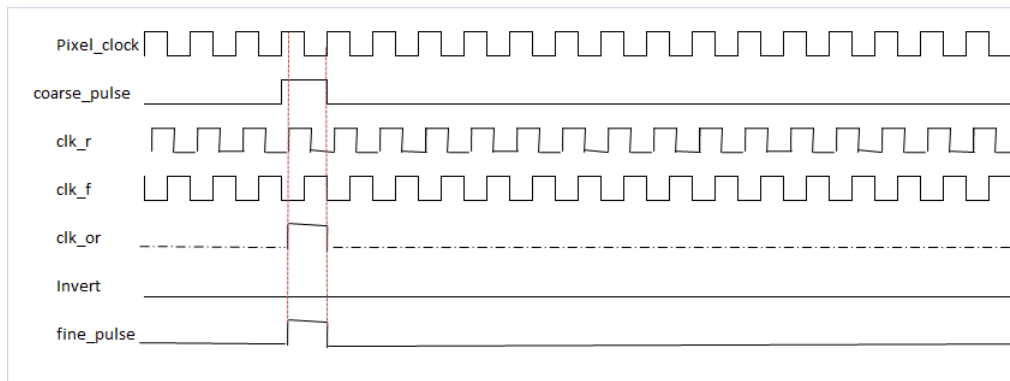 Pixel_clock
coarse_pulse
clk_r
clk_f
clk_or
Invert
fine_pulse